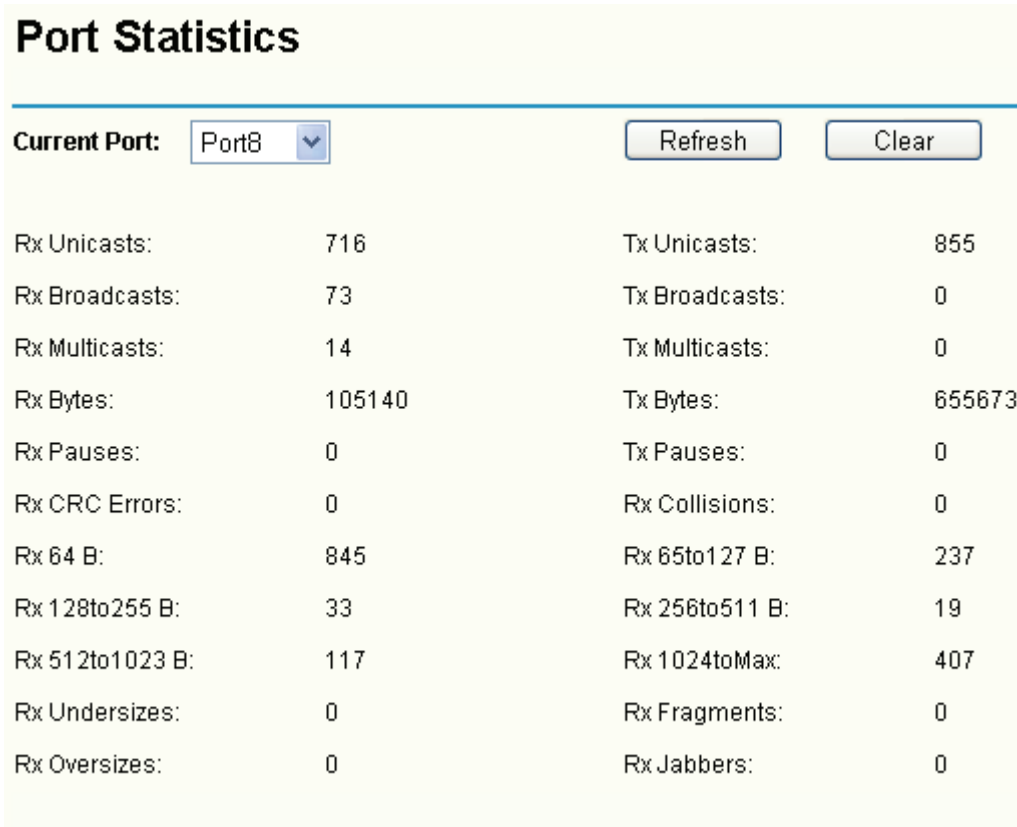 Port Statistics
Current Port: Port8 Refresh Clear
Rx Unicasts: 716 Tx Unicasts: 855
Rx Broadcasts: 73 Tx Broadcasts: 0
Rx Multicasts: 14 Tx Multicasts: 0
Rx Bytes: 105140 Tx Bytes: 655673
Rx Pauses: 0 Tx Pauses: 0
Rx CRC Errors: 0 Rx Collisions: 0
Rx 64 B: 845 Rx 65to127 B: 237
Rx 128to255 B: 33 Rx 256to511 B: 19
Rx 512to1023 B: 117 Rx 1024toMax: 407
Rx Undersizes: 0 Rx Fragments: 0
Rx Oversizes: 0 Rx Jabbers: 0